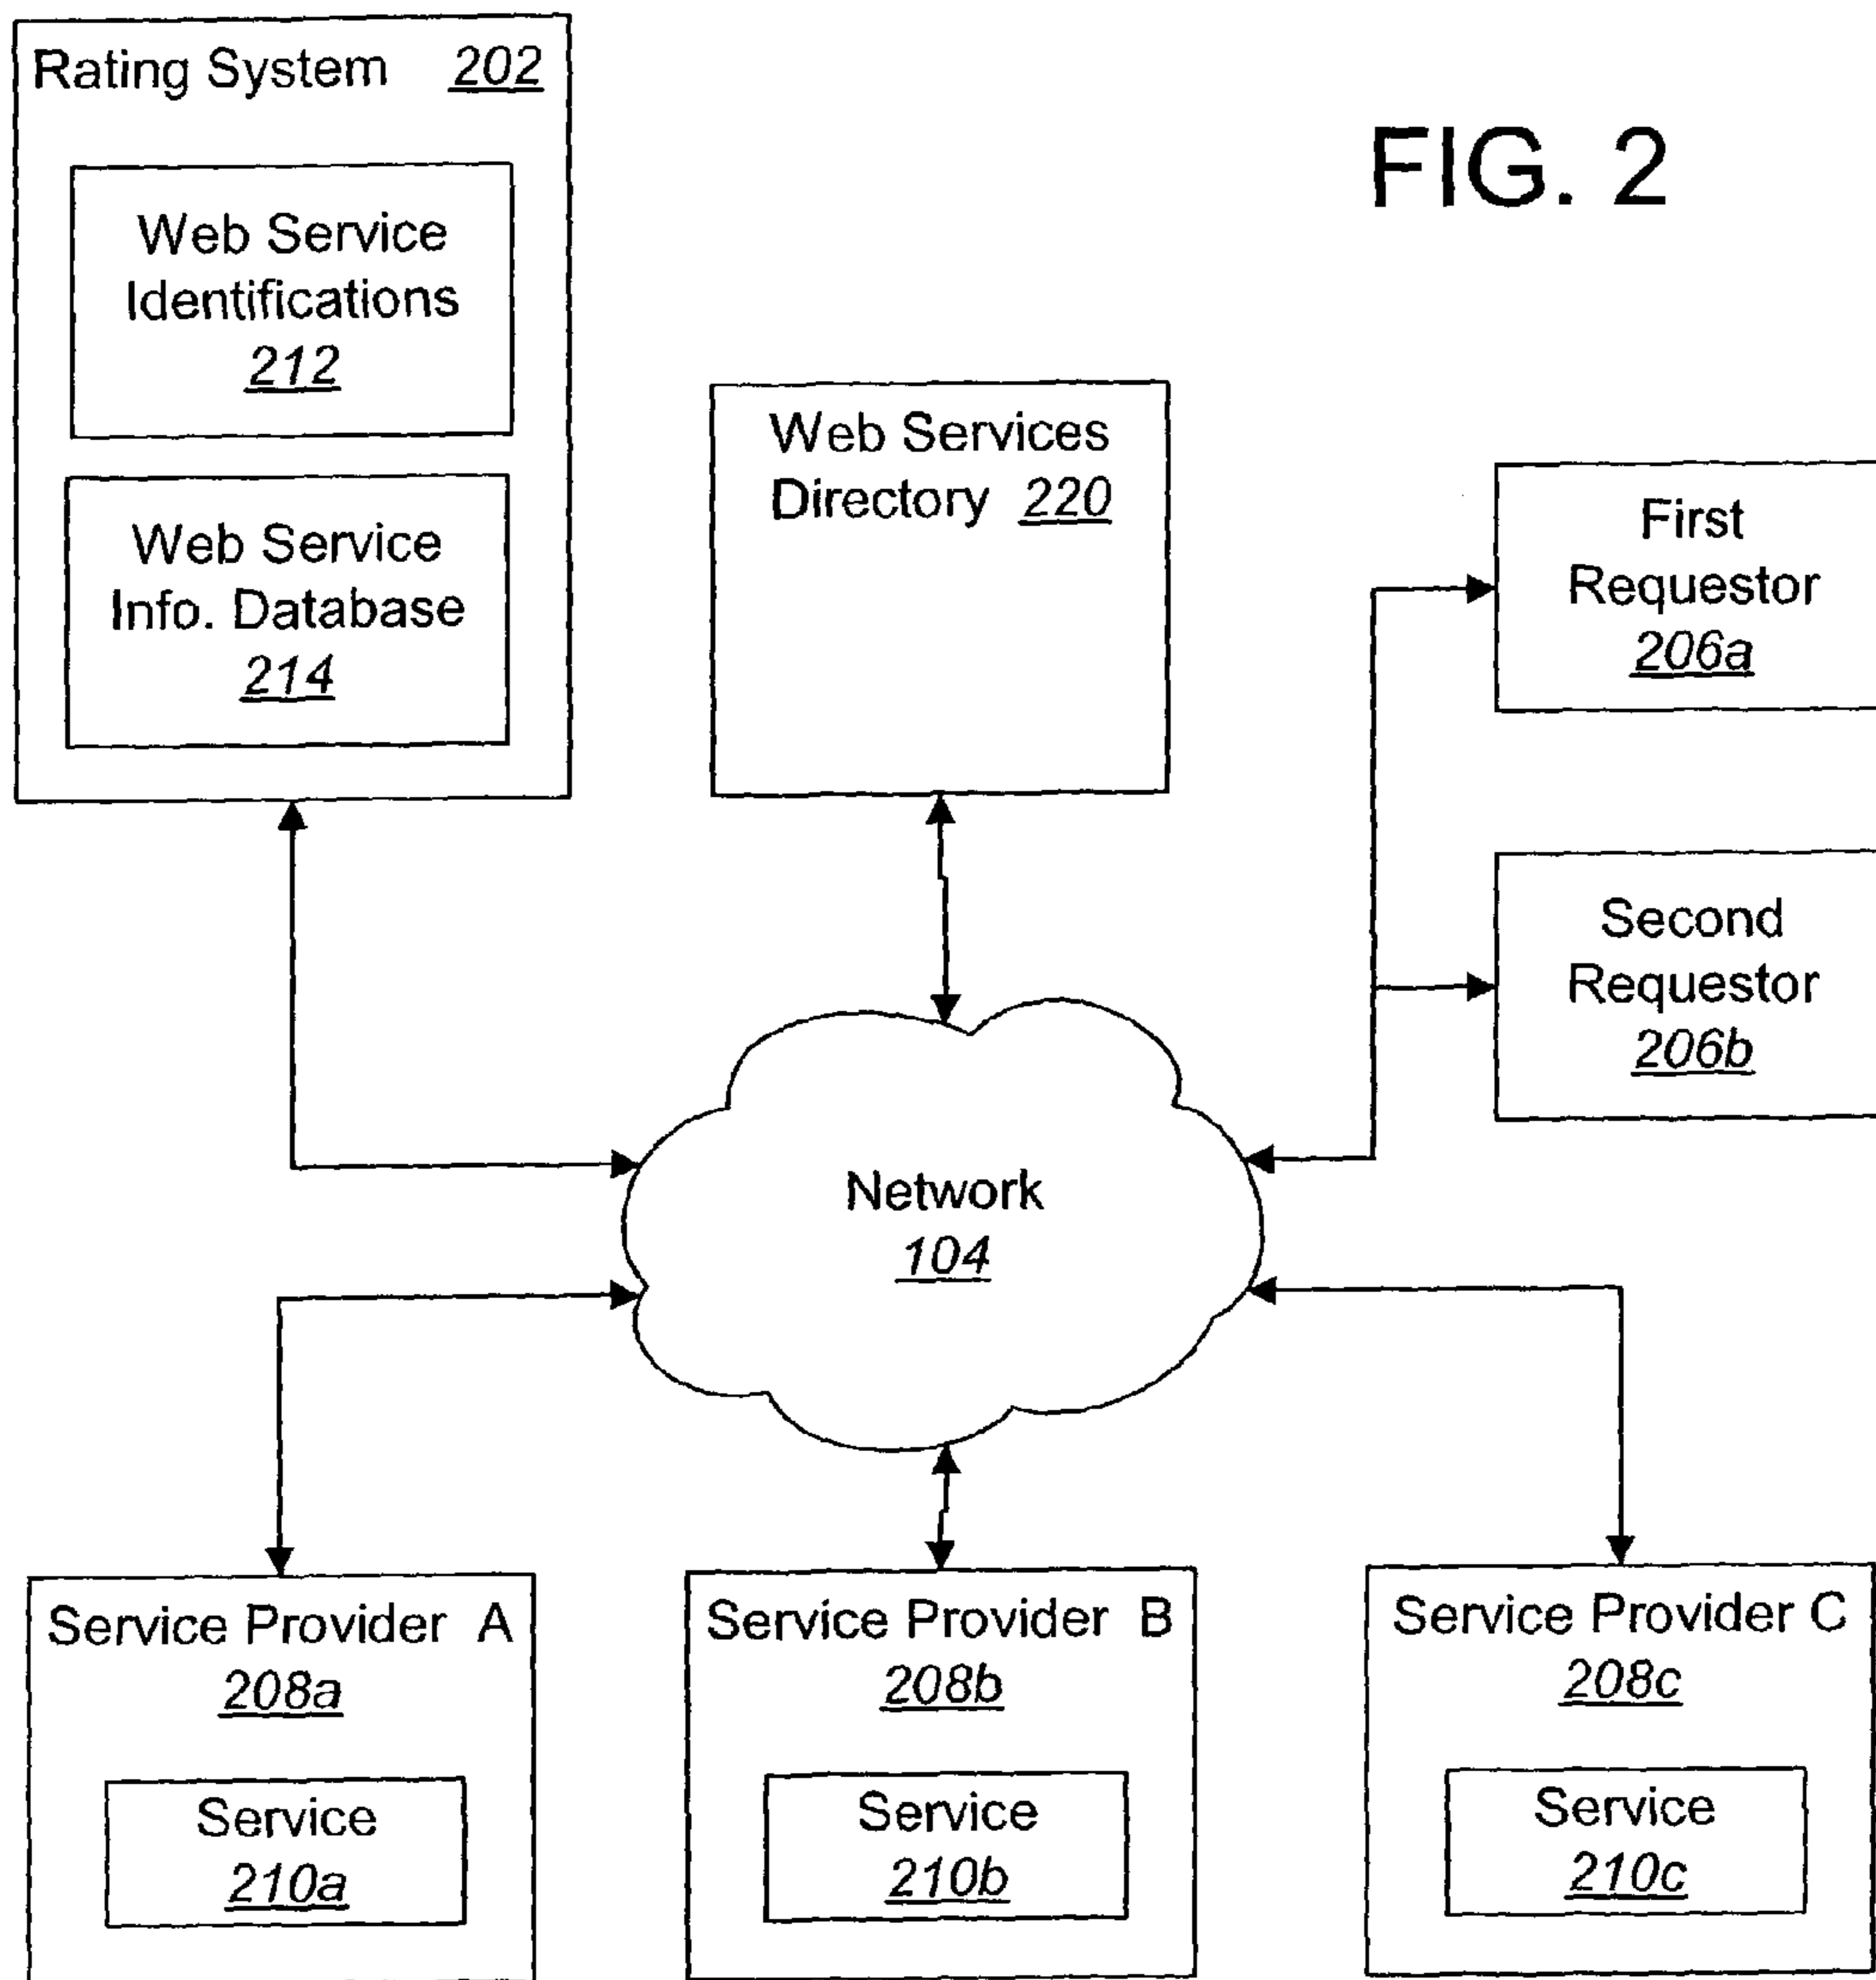 Rating System 202
Web Service
Identifications
212
Web Service
Info. Database
214
FIG. 2
Web Services
Directory 220
First
Requestor
206a
Second
Requestor
206b
Network
104
Service Provider A
208a
Service
210a
Service Provider B
208b
Service
210b
Service Provider C
208c
Service
210c